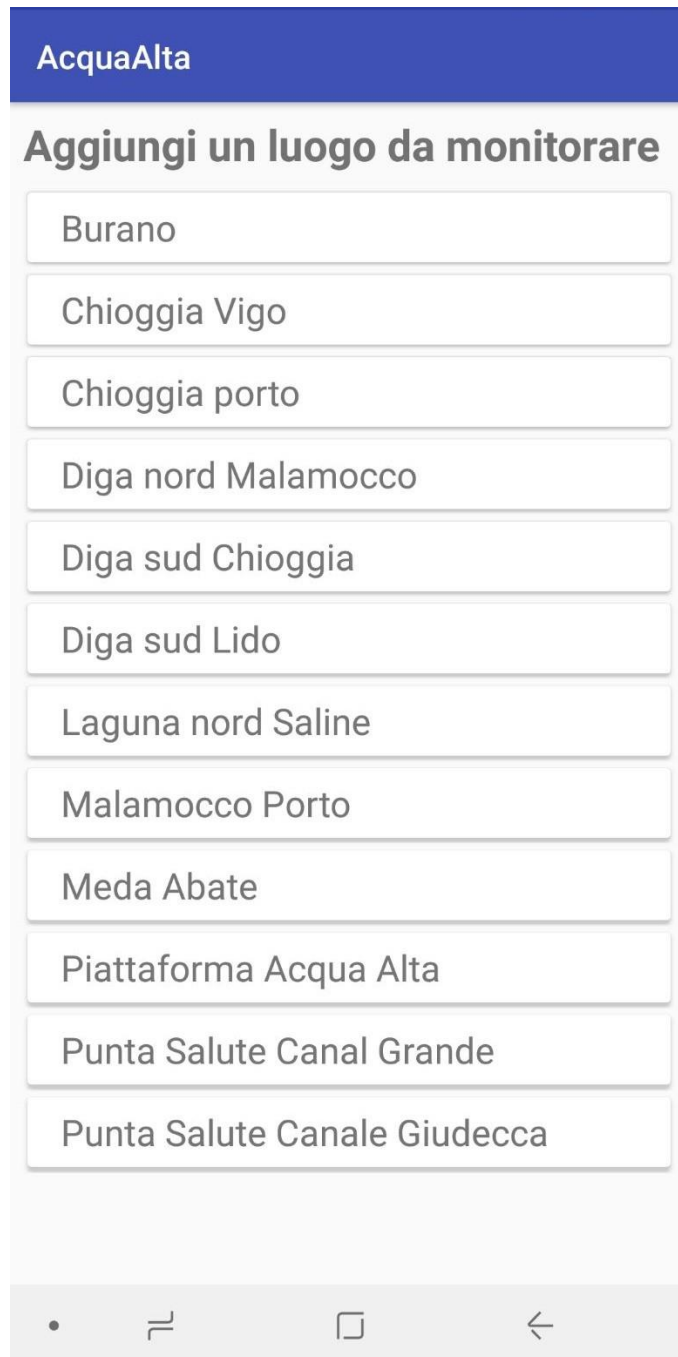 AcquaAlta
Aggiungi un luogo da monitorare
Burano
Chioggia Vigo
Chioggia porto
Diga nord Malamocco
Diga sud Chioggia
Diga sud Lido
Laguna nord Saline
Malamocco Porto
Meda Abate
Piattaforma Acqua Alta
Punta Salute Canal Grande
Punta Salute Canale Giudecca